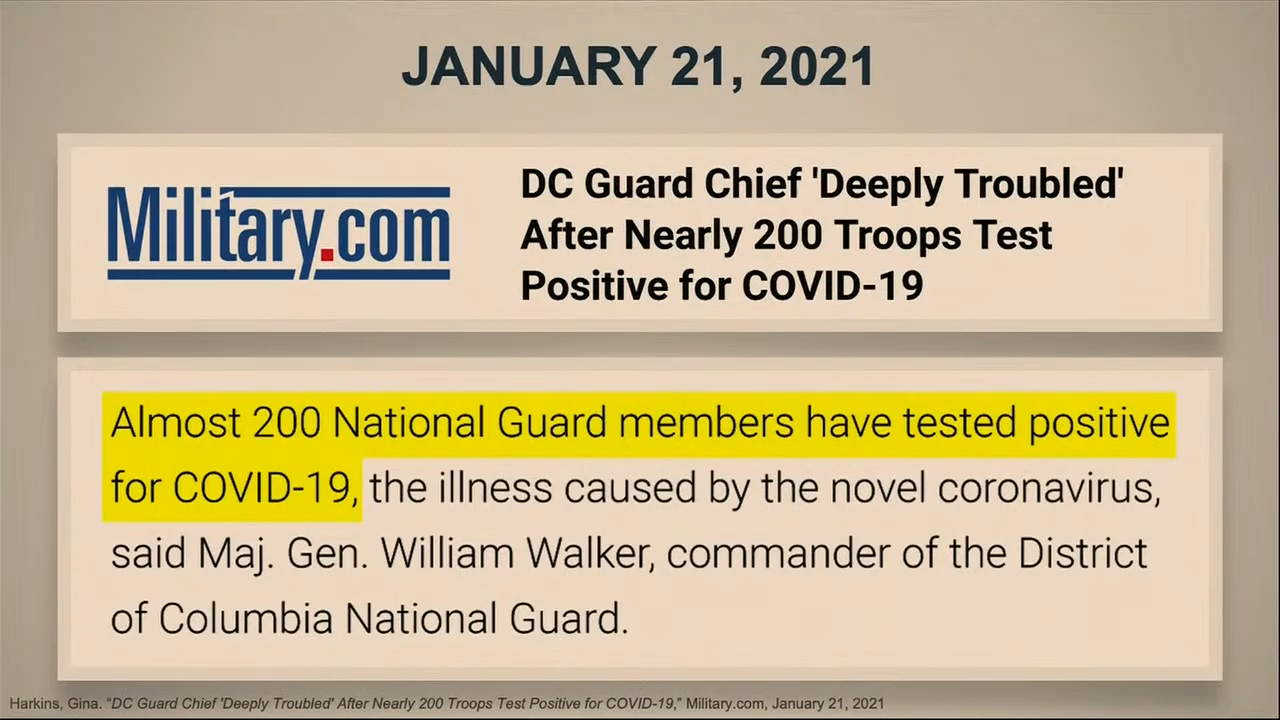 JANUARY 21, 2021
Military.com
DC Guard Chief 'Deeply Troubled'
After Nearly 200 Troops Test
Positive for COVID-19
Almost 200 National Guard members have tested positive
for COVID-19, the illness caused by the novel coronavirus,
said Maj. Gen. William Walker, commander of the District
of Columbia National Guard.
Harkins, Gina. “DC Guard Chief 'Deeply Troubled' After Nearly 200 Troops Test Positive for COVID-19,” Military.com, January 21, 2021